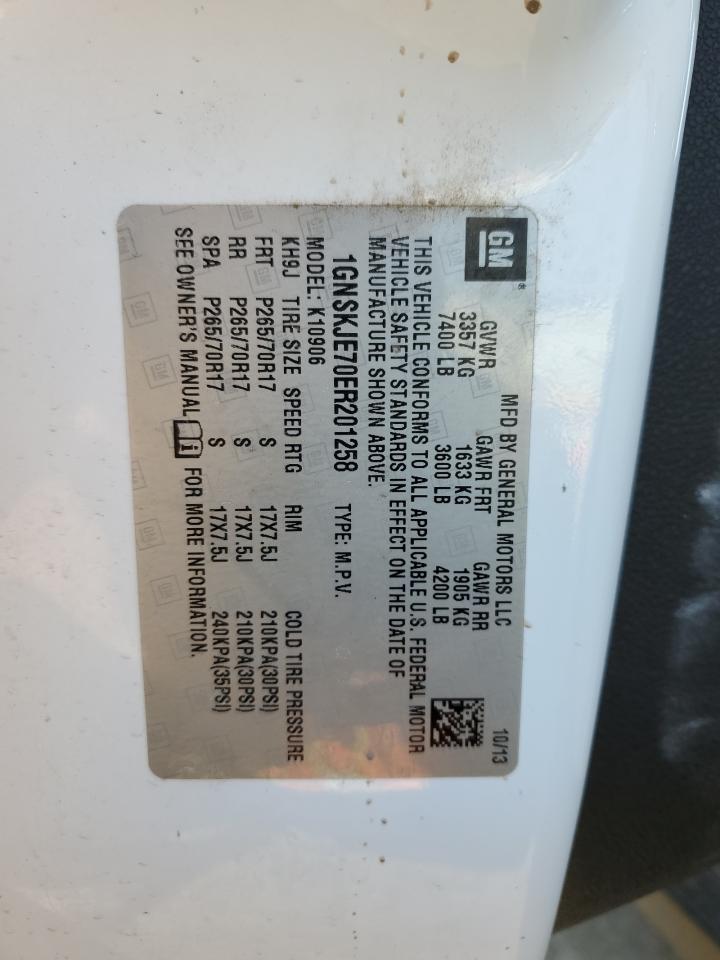 GM ®
MFD BY GENERAL MOTORS LLC 10/13
GVWR GAWR FRT GAWR RR
3357 KG 1633 KG 1905 KG
7400 LB 3600 LB 4200 LB
THIS VEHICLE CONFORMS TO ALL APPLICABLE U.S. FEDERAL MOTOR
VEHICLE SAFETY STANDARDS IN EFFECT ON THE DATE OF
MANUFACTURE SHOWN ABOVE.
1GNSKJE70ER201258 TYPE: M.P.V.
MODEL: K10906
KH9J TIRE SIZE SPEED RTG RIM COLD TIRE PRESSURE
FRT P265/70R17 S 17X7.5J 210KPA(30PSI)
RR P265/70R17 S 17X7.5J 210KPA(30PSI)
SPA P265/70R17 S 17X7.5J 240KPA(35PSI)
SEE OWNER'S MANUAL i FOR MORE INFORMATION.